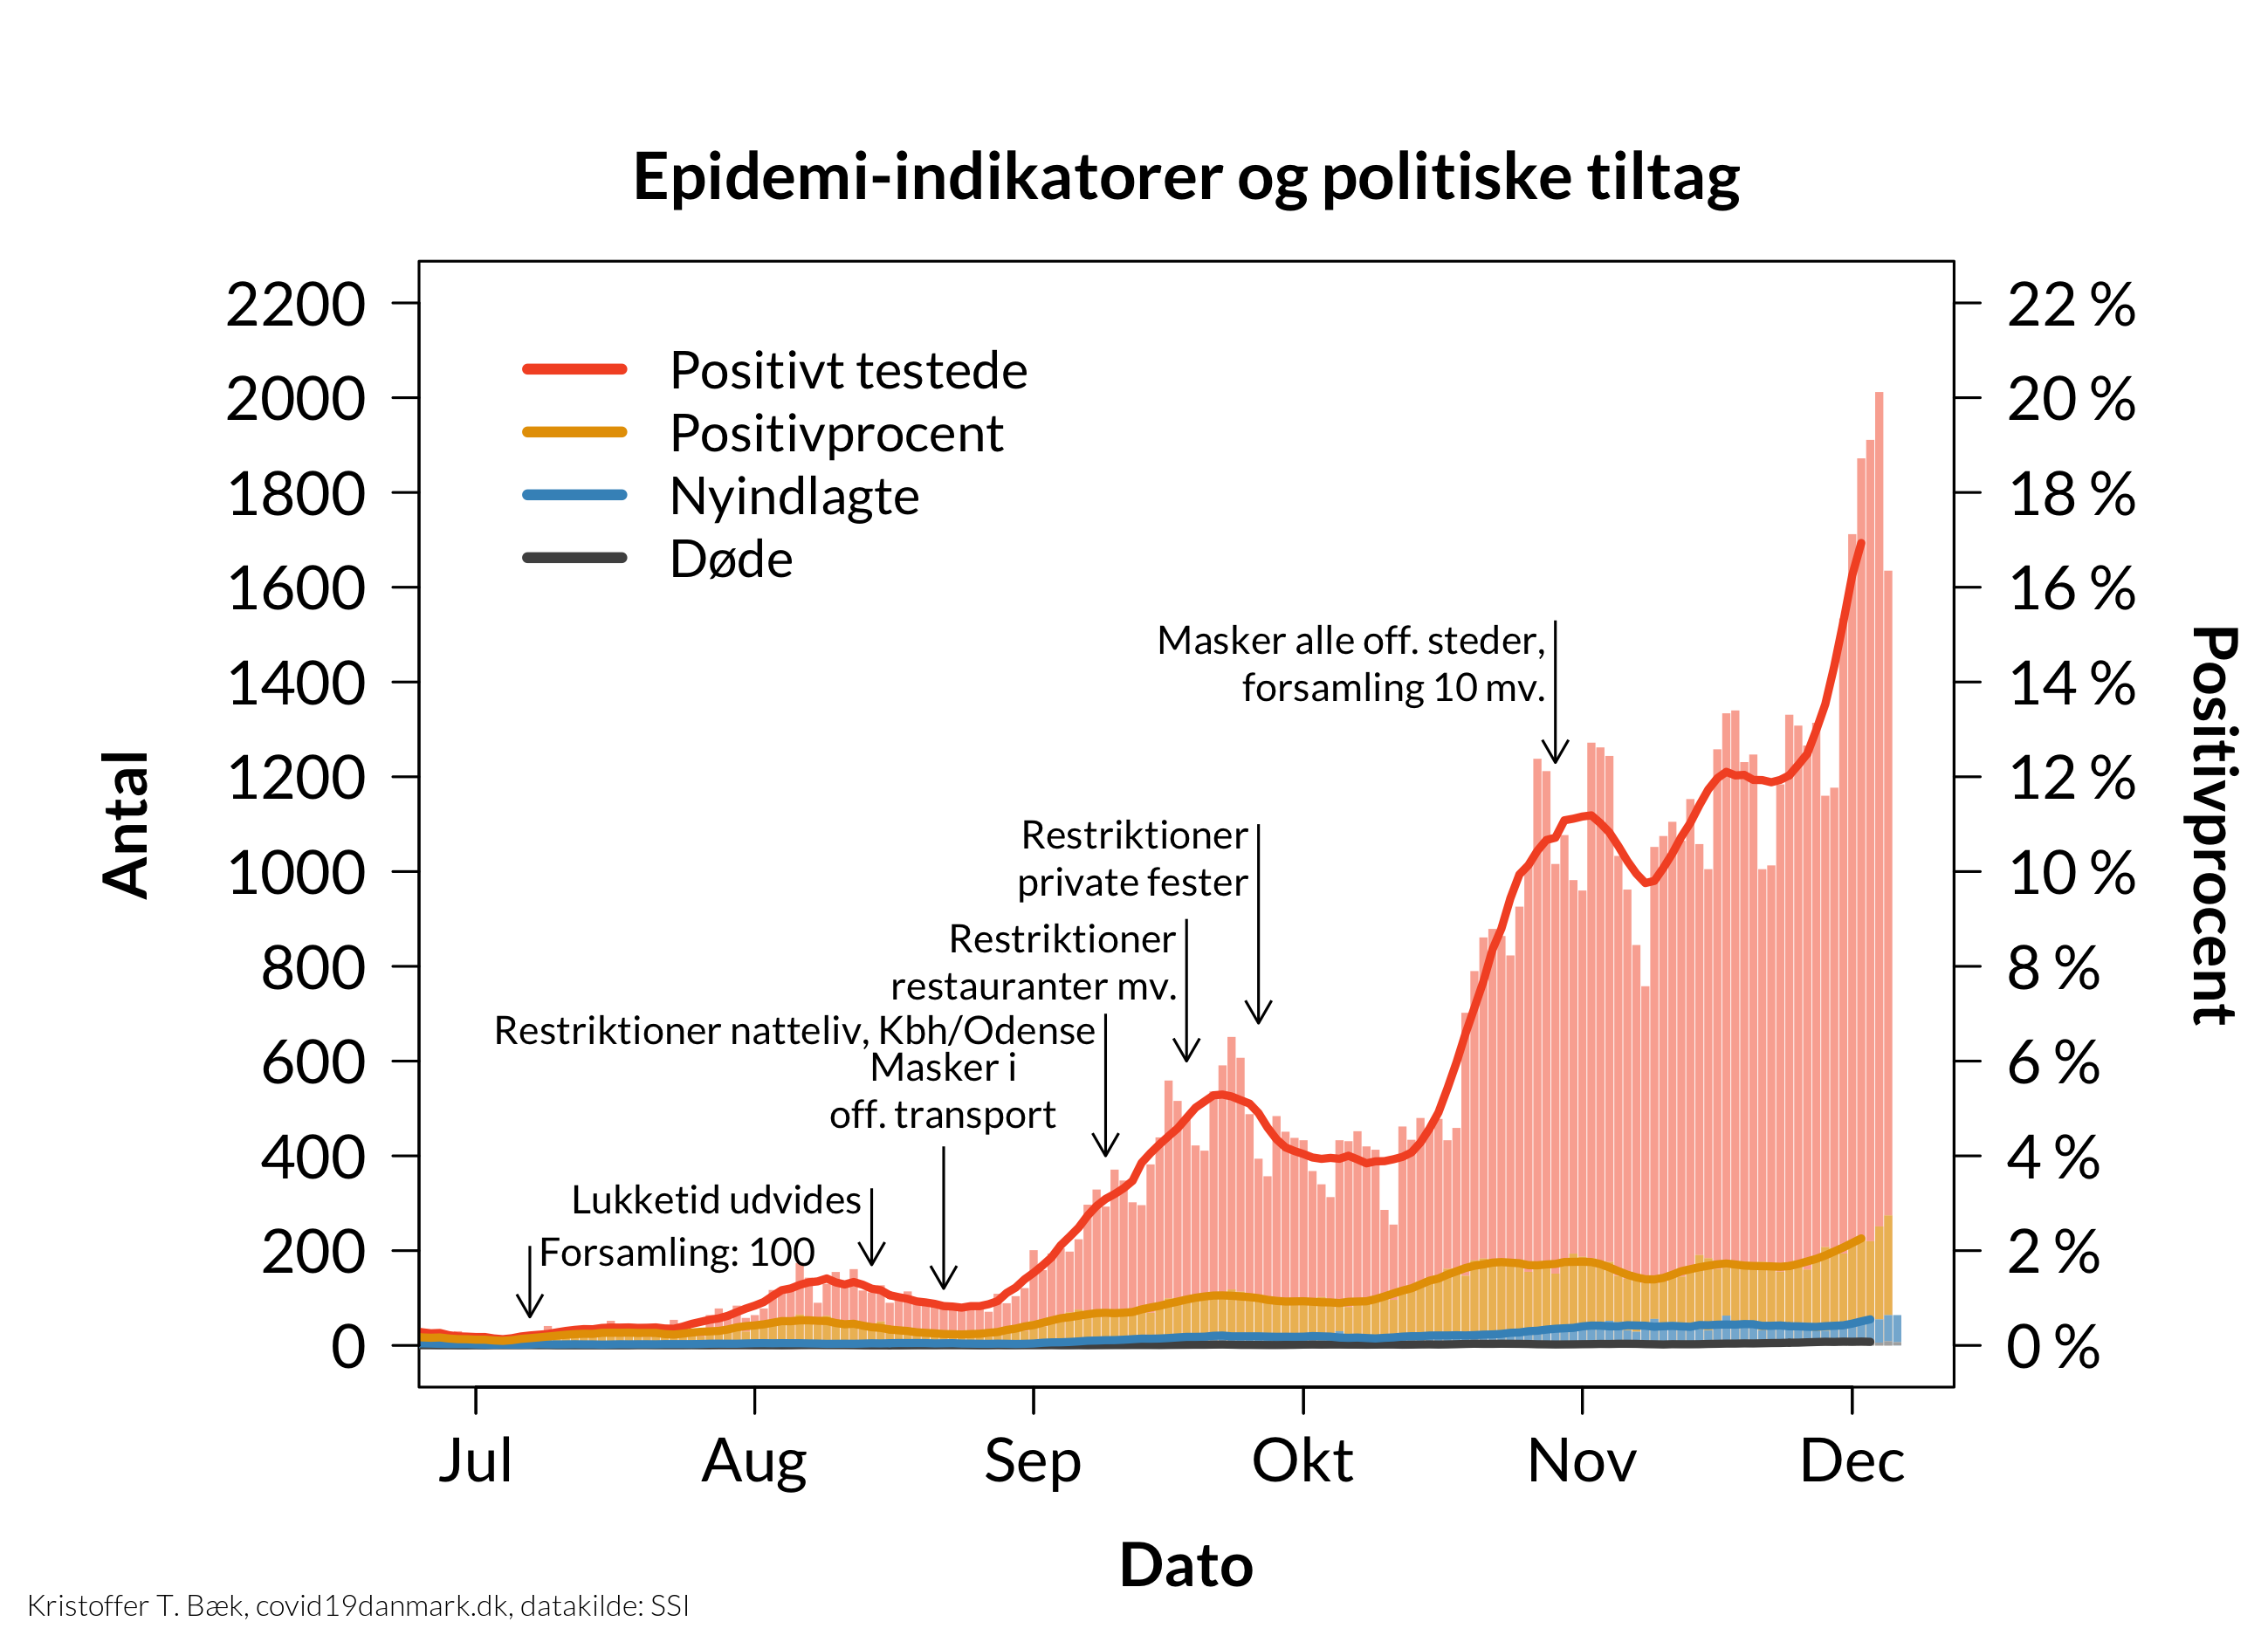 Epidemi-indikatorer og politiske tiltag
2200
2000
1800
1600
1400
1200
1000
800
600
400
200
0
Antal
22 %
20 %
18 %
16 %
14 %
12 %
10 %
8 %
6 %
4 %
2 %
0 %
Positivprocent
Positivt testede
Positivprocent
Nyindlagte
Døde
Masker alle off. steder,
forsamling 10 mv.
Restriktioner
private fester
Restriktioner
restauranter mv.
Restriktioner natteliv, Kbh/Odense
Masker i
off. transport
Lukketid udvides
Forsamling: 100
Jul
Aug
Sep
Okt
Nov
Dec
Dato
Kristoffer T. Bæk, covid19danmark.dk, datakilde: SSI